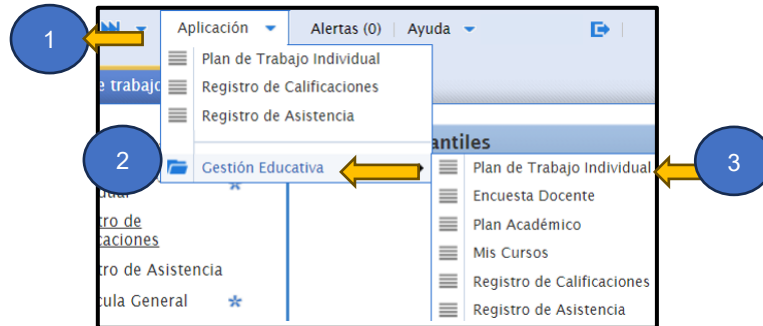 1
Aplicación
Alertas (0)
Ayuda
Plan de Trabajo Individual
e trabajo
Registro de Calificaciones
Registro de Asistencia
antiles
2
Gestión Educativa
Plan de Trabajo Individual
3
Encuesta Docente
tro de
caciones
Plan Académico
Mis Cursos
tro de Asistencia
Registro de Calificaciones
cula General
Registro de Asistencia